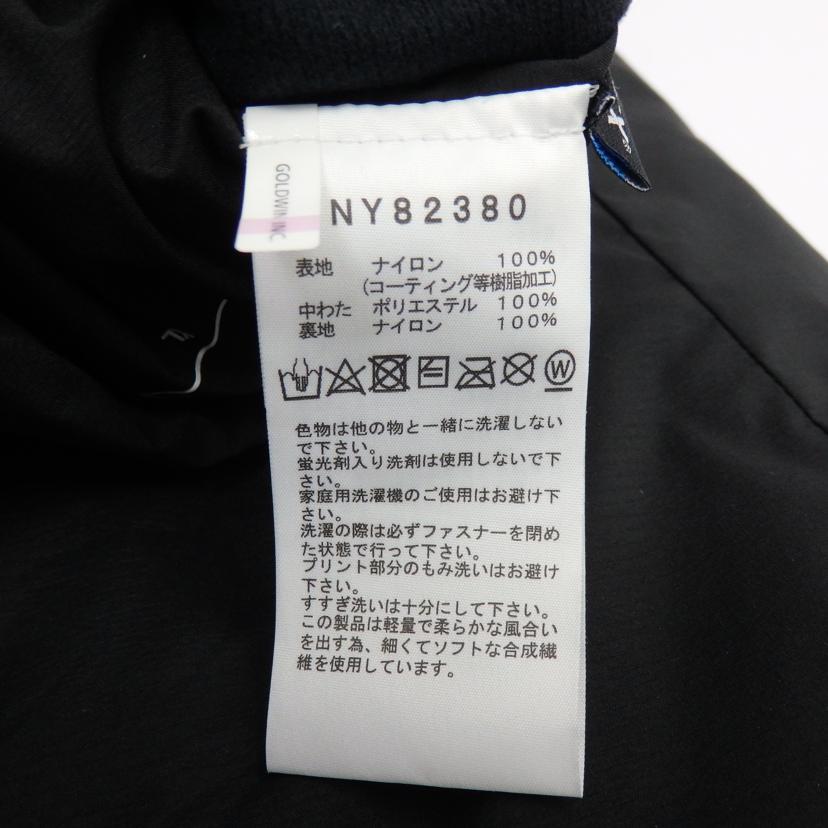 GOLDWIN INC
NY82380
表地 ナイロン 100%
(コーティング等樹脂加工)
中わた ポリエステル 100%
裏地 ナイロン 100%
W
色物は他の物と一緒に洗濯しない
で下さい。
蛍光剤入り洗剤は使用しないで下
さい。
家庭用洗濯機のご使用はお避け下
さい。
洗濯の際は必ずファスナーを閉め
た状態で行って下さい。
プリント部分のもみ洗いはお避け
下さい。
すすぎ洗いは十分にして下さい。
この製品は軽量で柔らかな風合い
を出す為、細くてソフトな合成繊
維を使用しています。